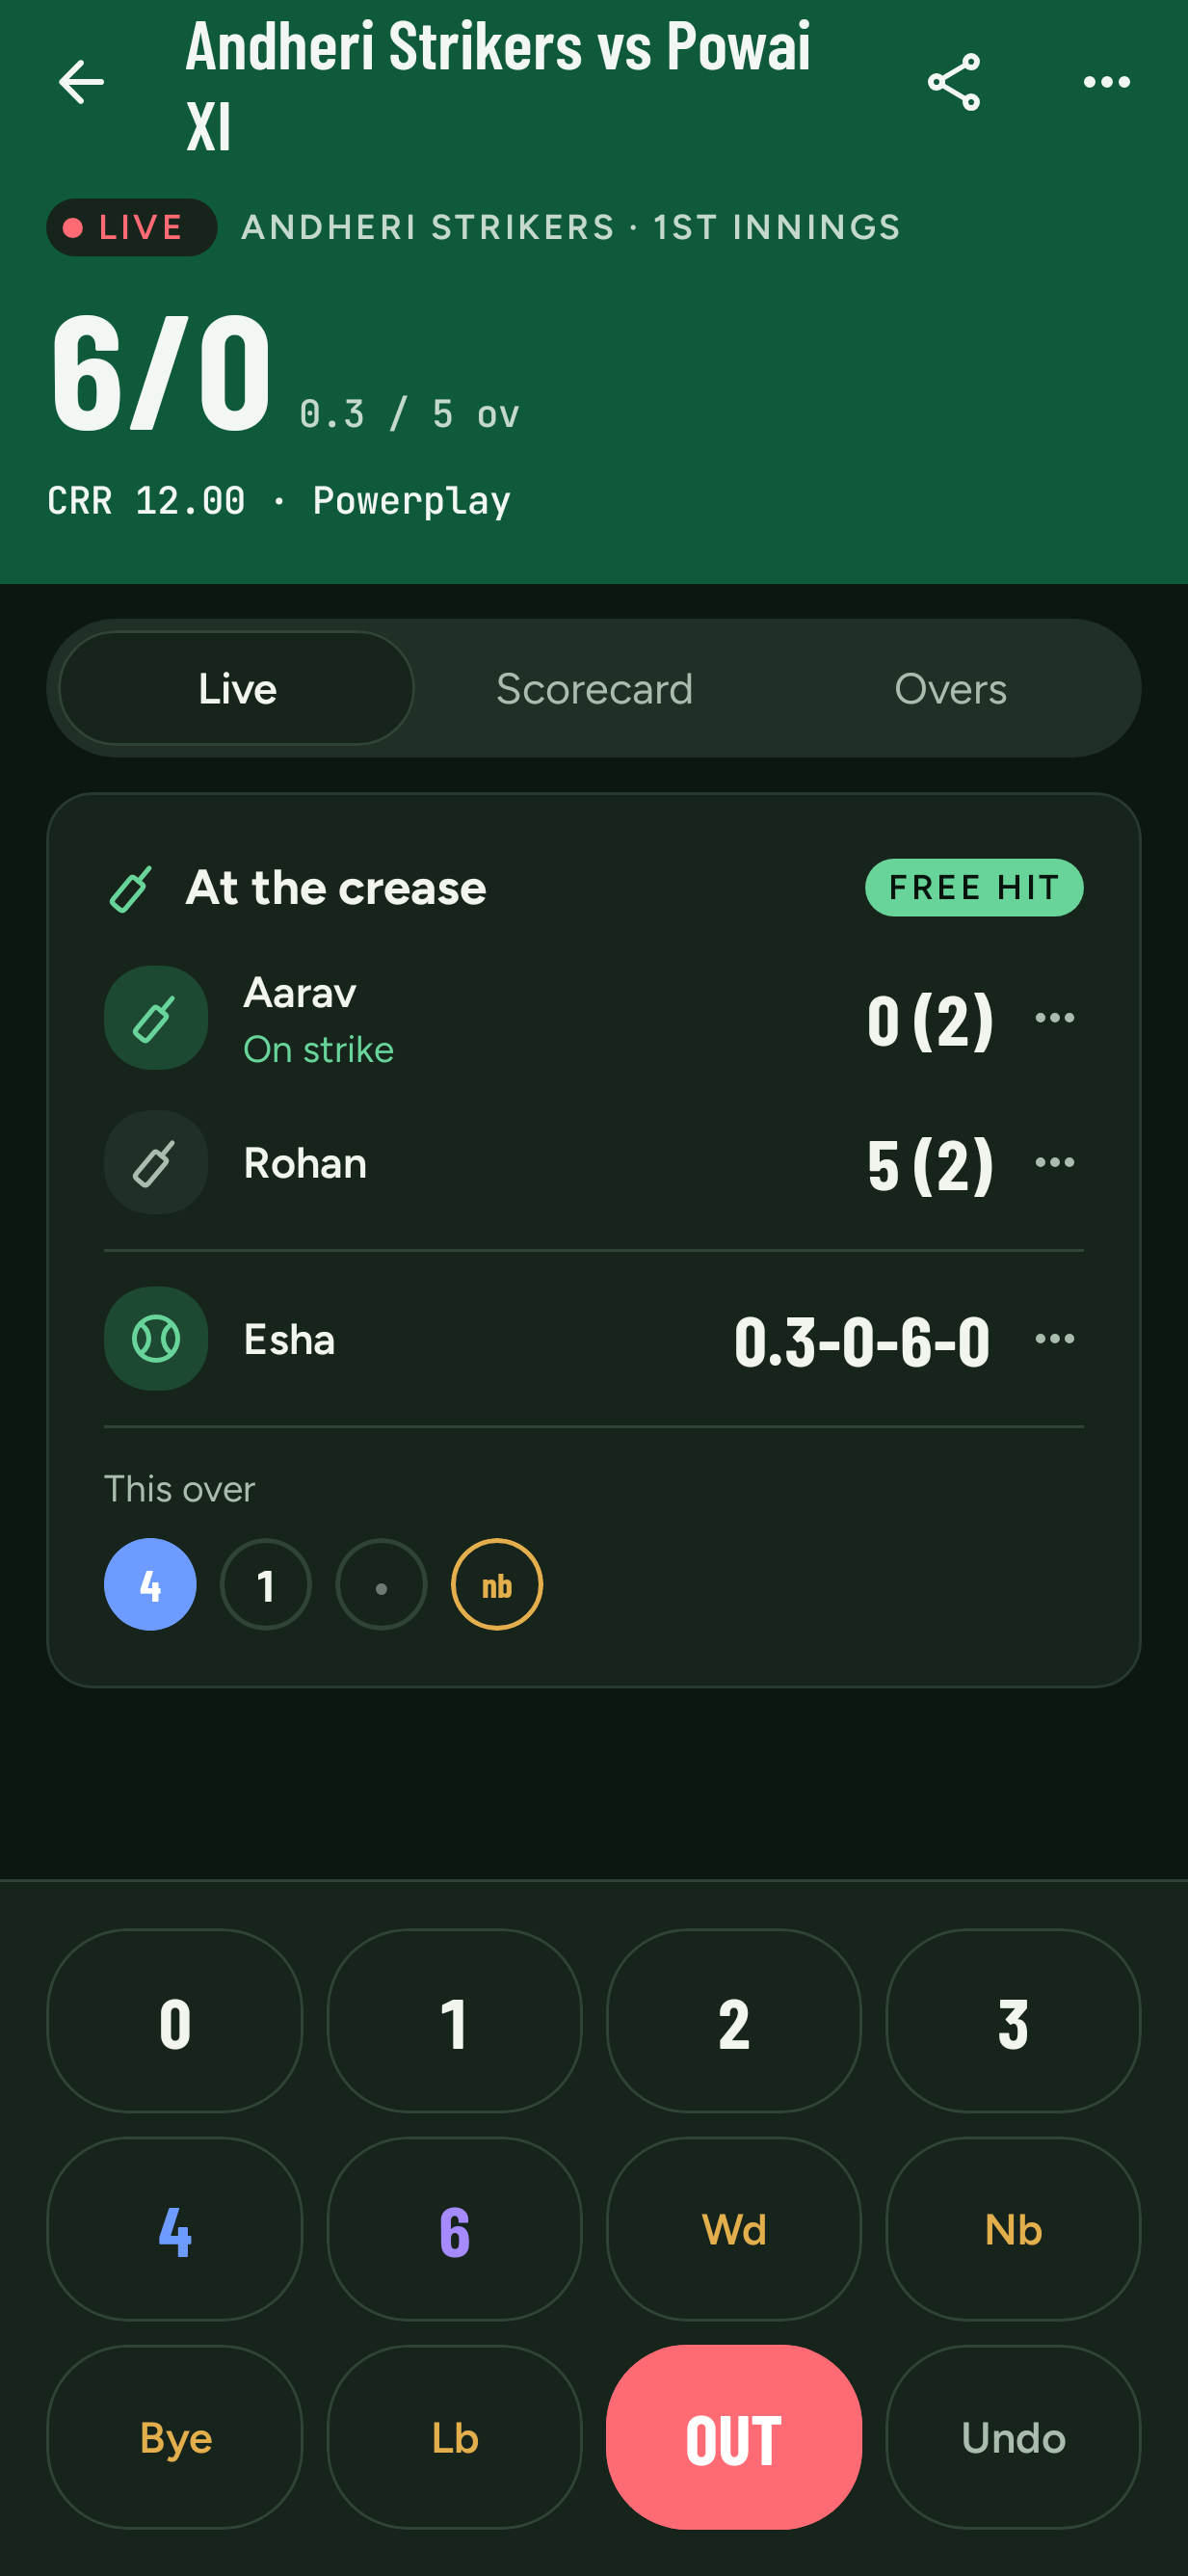 Andheri Strikers vs Powai
XI
LIVE ANDHERI STRIKERS · 1ST INNINGS
6/0 0.3 / 5 ov
CRR 12.00 · Powerplay
Live Scorecard Overs
At the crease FREE HIT
Aarav 0 (2)
On strike
Rohan 5 (2)
Esha 0.3-0-6-0
This over
4 1 • nb
0 1 2 3
4 6 Wd Nb
Bye Lb OUT Undo